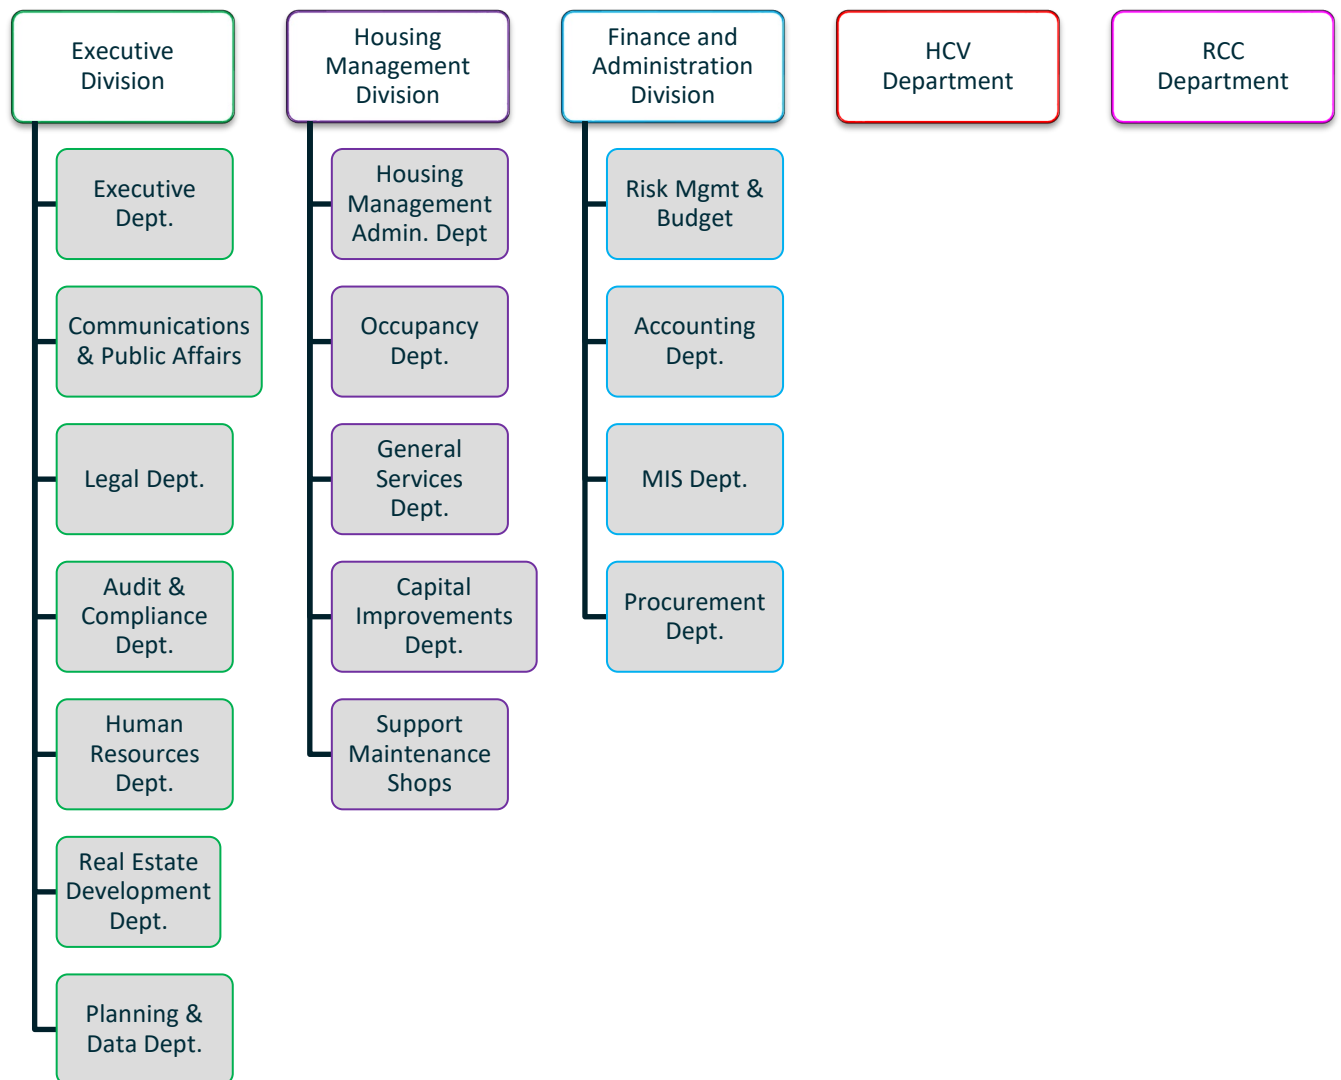 Executive
Division
Executive
Dept.
Communications
& Public Affairs
Legal Dept.
Audit &
Compliance
Dept.
Human
Resources
Dept.
Real Estate
Development
Dept.
Planning &
Data Dept.
Housing
Management
Division
Housing
Management
Admin. Dept
Occupancy
Dept.
General
Services
Dept.
Capital
Improvements
Dept.
Support
Maintenance
Shops
Finance and
Administration
Division
Risk Mgmt &
Budget
Accounting
Dept.
MIS Dept.
Procurement
Dept.
HCV
Department
RCC
Department